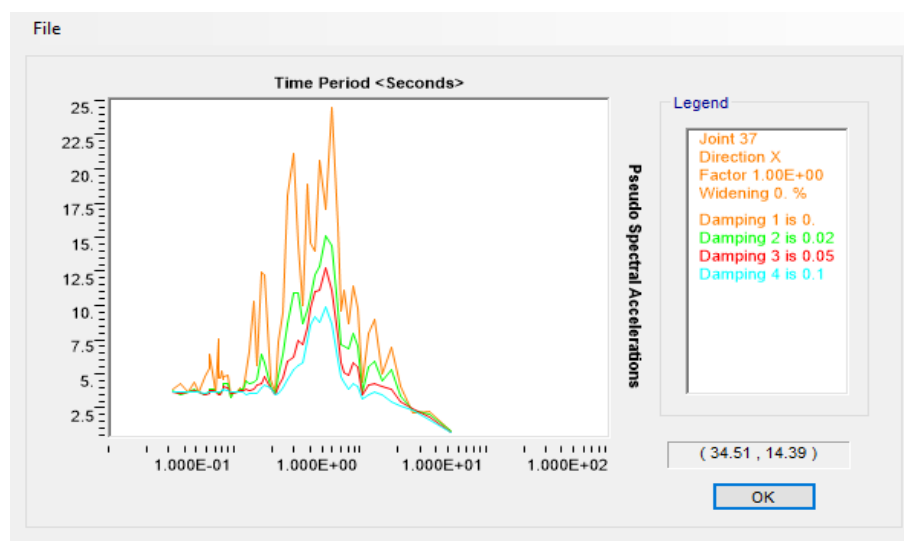 File
Time Period <Seconds>
25.
22.5
20.
17.5
15.
12.5
10.
7.5
5.
2.5
1.000E-01
1.000E+00
1.000E+01
1.000E+02
Pseudo Spectral Accelerations
Legend
Joint 37
Direction X
Factor 1.00E+00
Widening 0. %
Damping 1 is 0.
Damping 2 is 0.02
Damping 3 is 0.05
Damping 4 is 0.1
( 34.51 , 14.39 )
OK